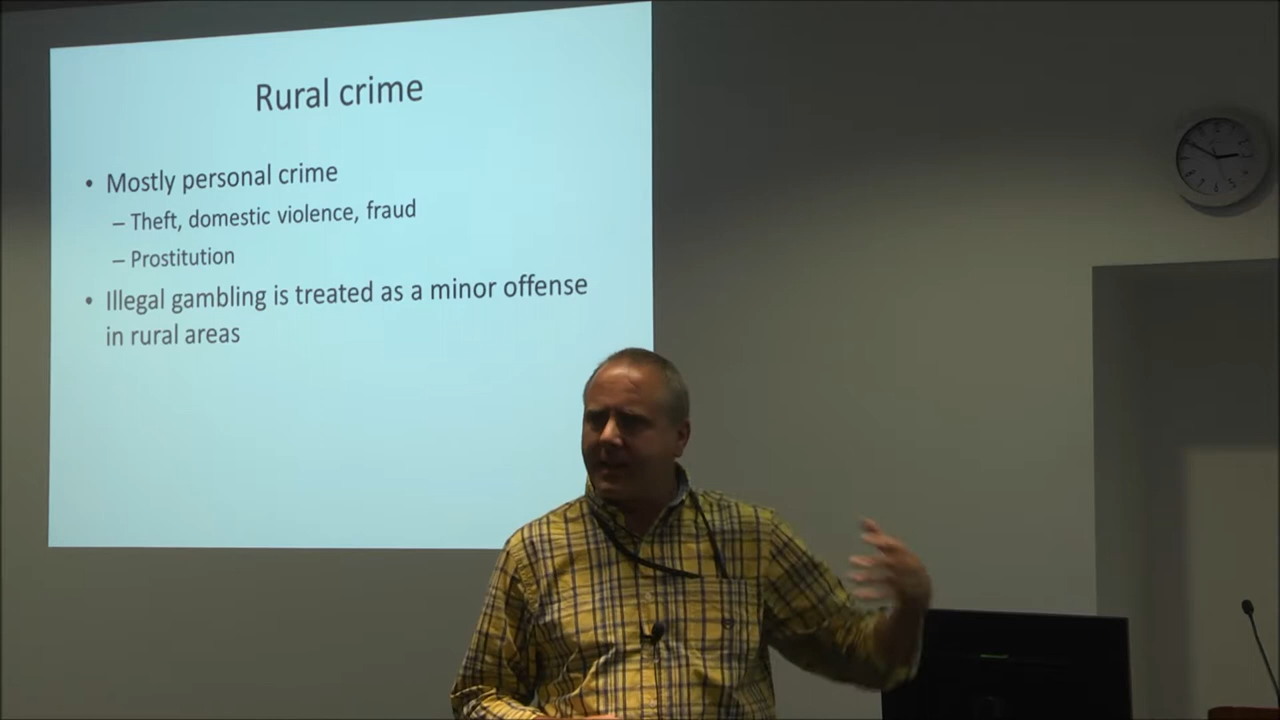 Rural crime
• Mostly personal crime
– Theft, domestic violence, fraud
– Prostitution
• Illegal gambling is treated as a minor offense
in rural areas